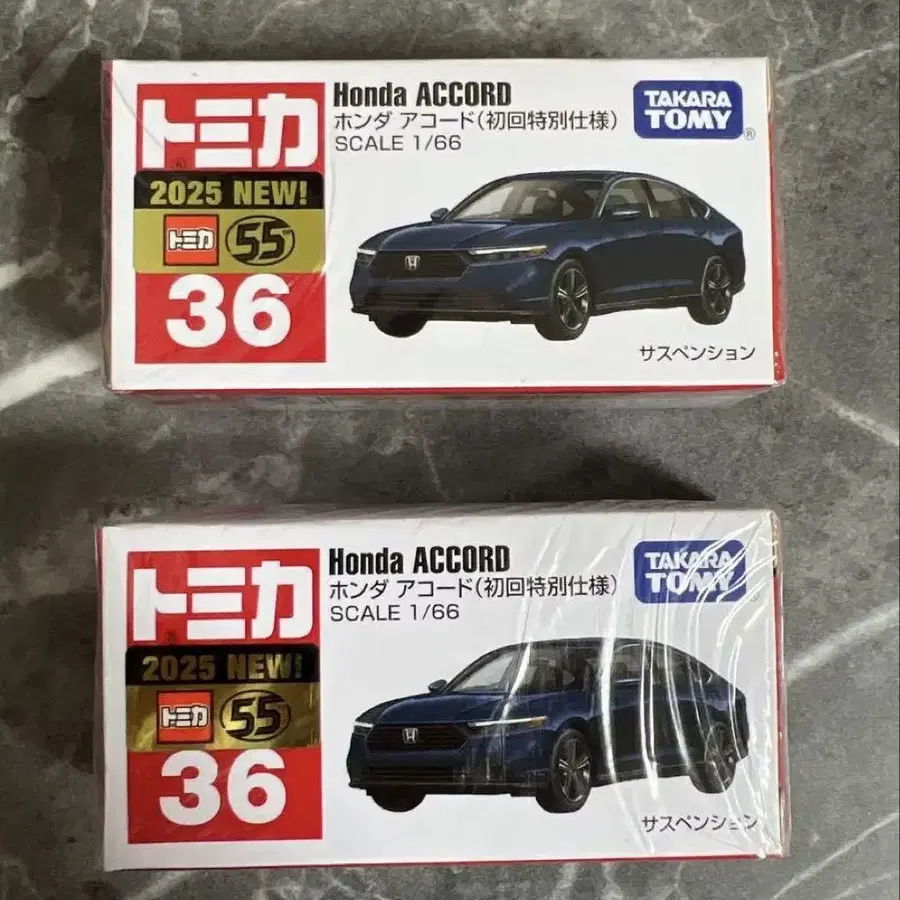 トミカ
Honda ACCORD
ホンダ アコード(初回特別仕様)
SCALE 1/66
TAKARA
TOMY
2025 NEW!
トミカ 55
36
サスペンション
トミカ
Honda ACCORD
ホンダ アコード(初回特別仕様)
SCALE 1/66
TAKARA
TOMY
2025 NEW!
トミカ 55
36
サスペンション